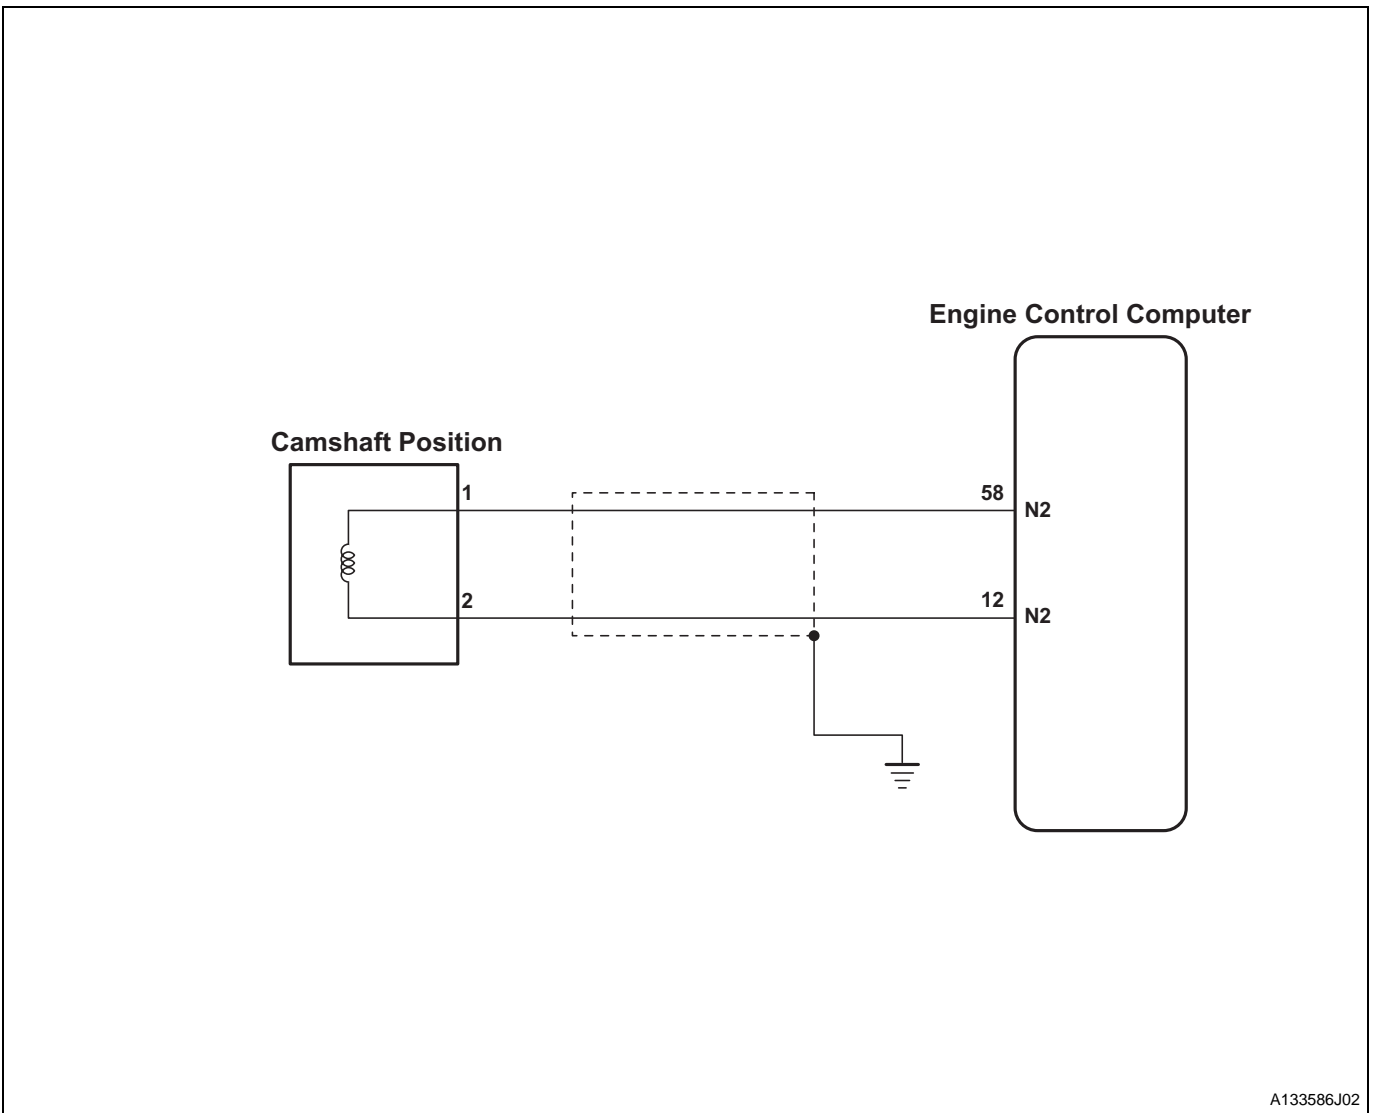 Engine Control Computer
Camshaft Position
1
58
N2
2
12
N2
A133586J02